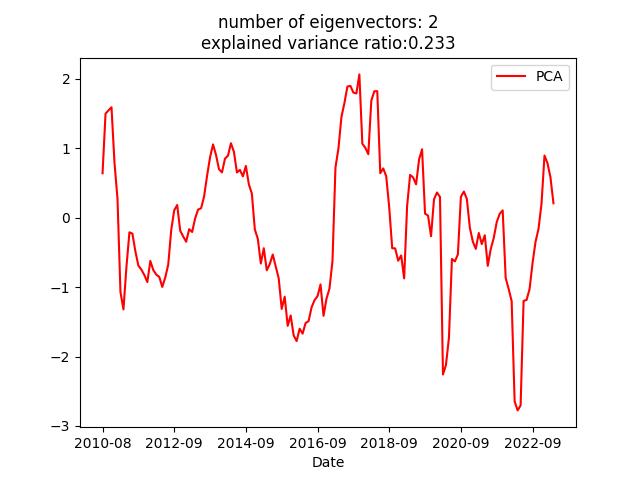 number of eigenvectors: 2
explained variance ratio:0.233
PCA
2
1
0
−1
−2
−3
2010-08 2012-09 2014-09 2016-09 2018-09 2020-09 2022-09
Date